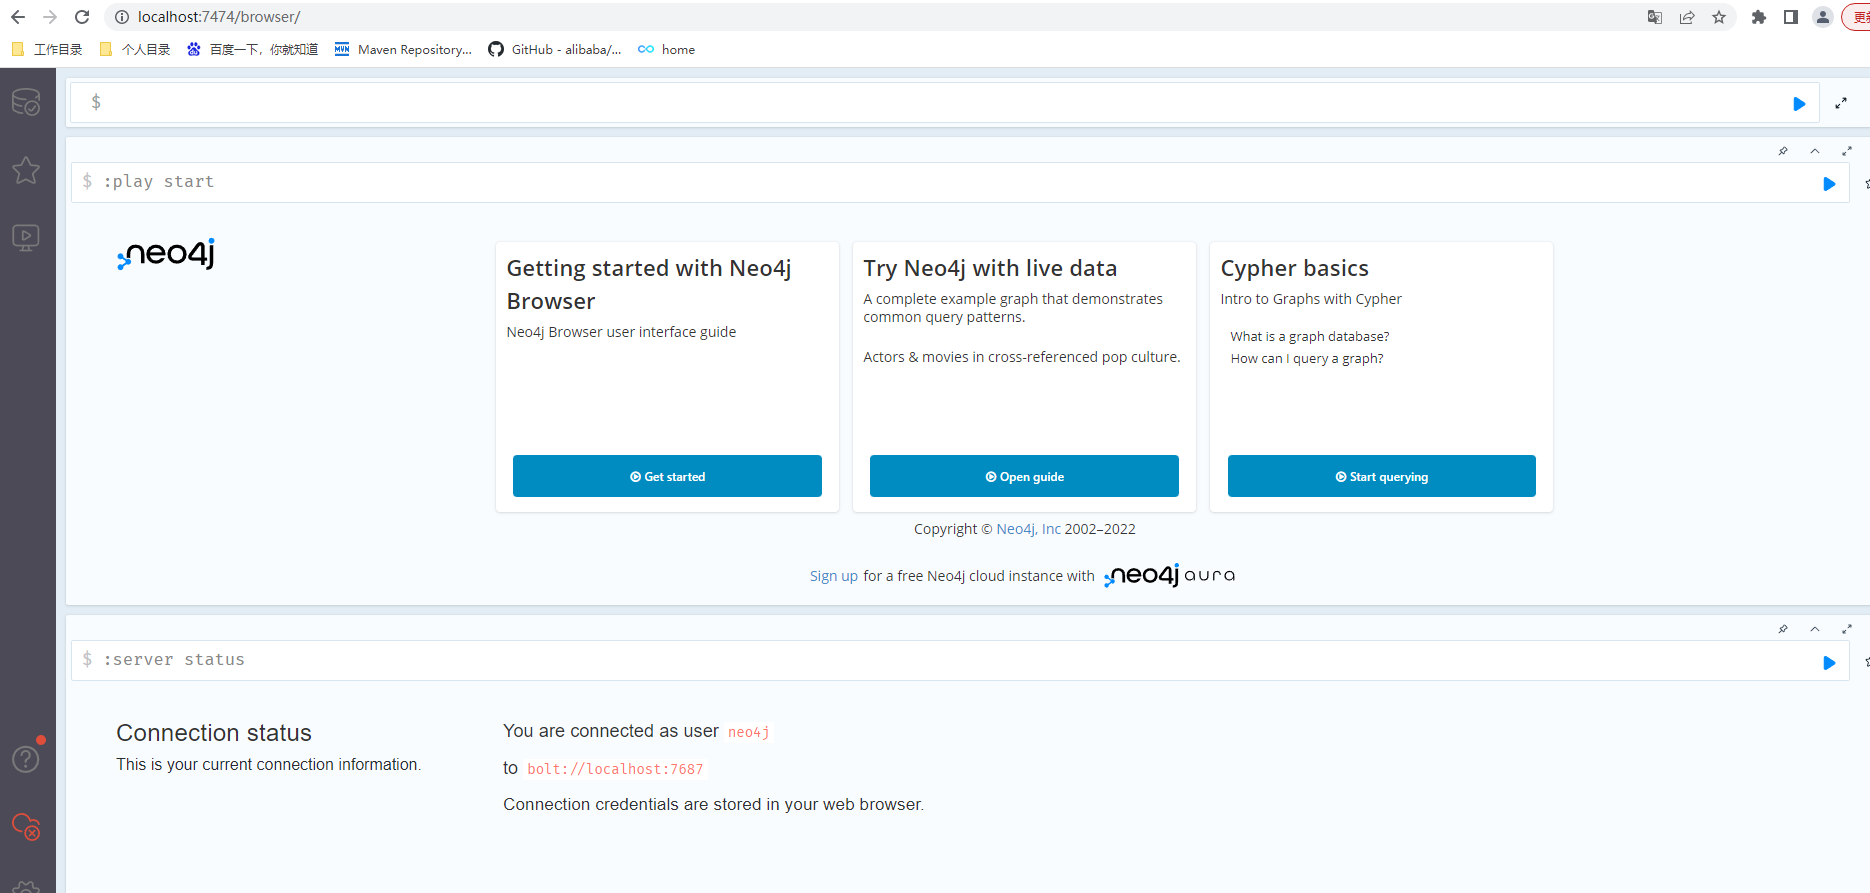 localhost:7474/browser/
工作目录 个人目录 百度一下，你就知道 Maven Repository... GitHub - alibaba/... home
$
$ :play start
neo4j
Getting started with Neo4j
Browser
Neo4j Browser user interface guide
Get started
Try Neo4j with live data
A complete example graph that demonstrates
common query patterns.
Actors & movies in cross-referenced pop culture.
Open guide
Cypher basics
Intro to Graphs with Cypher
What is a graph database?
How can I query a graph?
Start querying
Copyright © Neo4j, Inc 2002–2022
Sign up for a free Neo4j cloud instance with neo4j aura
$ :server status
Connection status
This is your current connection information.
You are connected as user neo4j
to bolt://localhost:7687
Connection credentials are stored in your web browser.